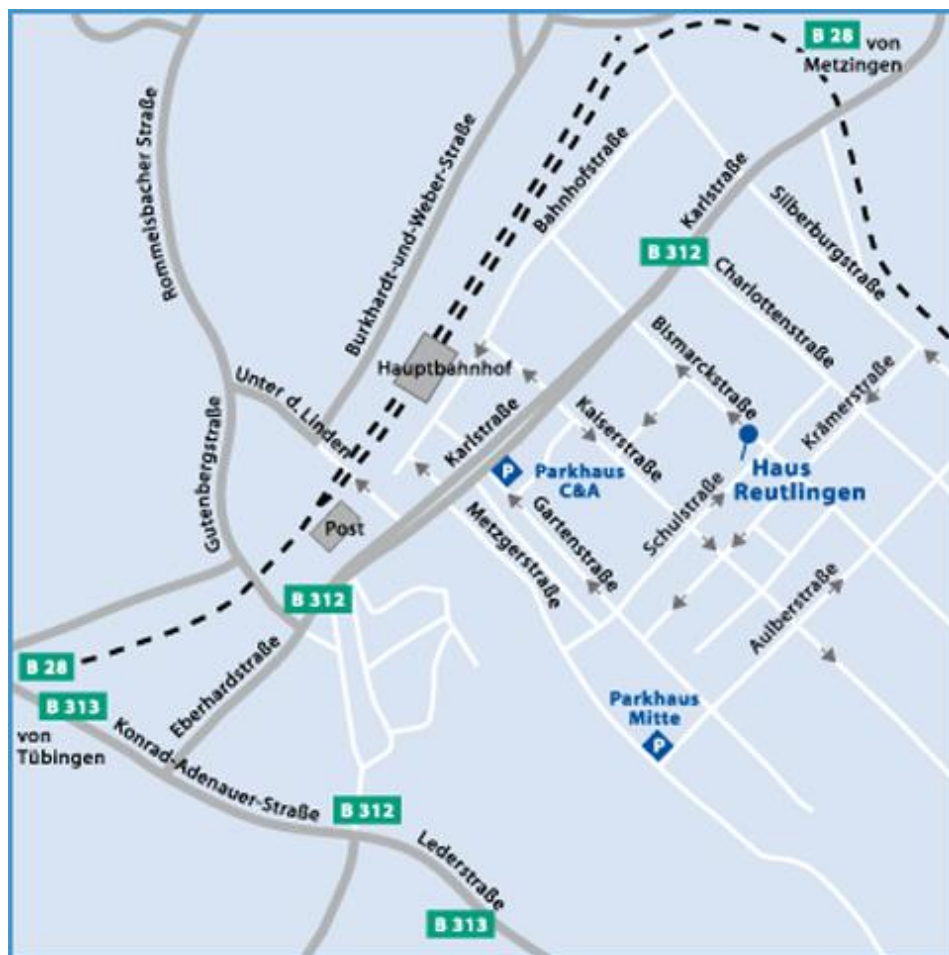 B 28 von
Metzingen
Rommelsbacher Straße
Burkhardt-und-Weber-Straße
Bahnhofstraße
Karlstraße
Silberburgstraße
B 312
Charlottenstraße
Bismarckstraße
Hauptbahnhof
Unter d. Linden
Karlstraße
Kaiserstraße
Krämerstraße
Gutenbergstraße
P
Parkhaus
C&A
Haus
Reutlingen
Post
Metzgerstraße
Gartenstraße
Schulstraße
Aulberstraße
B 312
B 28
Eberhardstraße
B 313
von
Tübingen
Konrad-Adenauer-Straße
Parkhaus
Mitte
P
B 312
Lederstraße
B 313